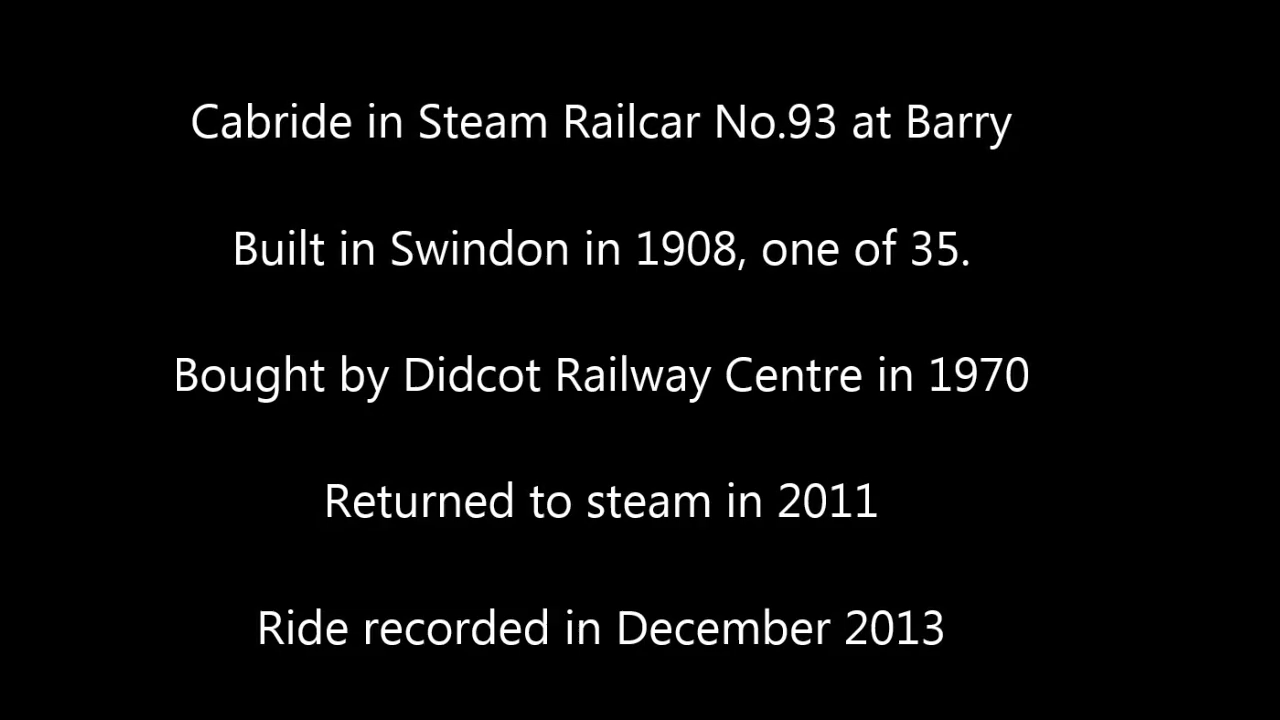 Cabride in Steam Railcar No.93 at Barry
Built in Swindon in 1908, one of 35.
Bought by Didcot Railway Centre in 1970
Returned to steam in 2011
Ride recorded in December 2013